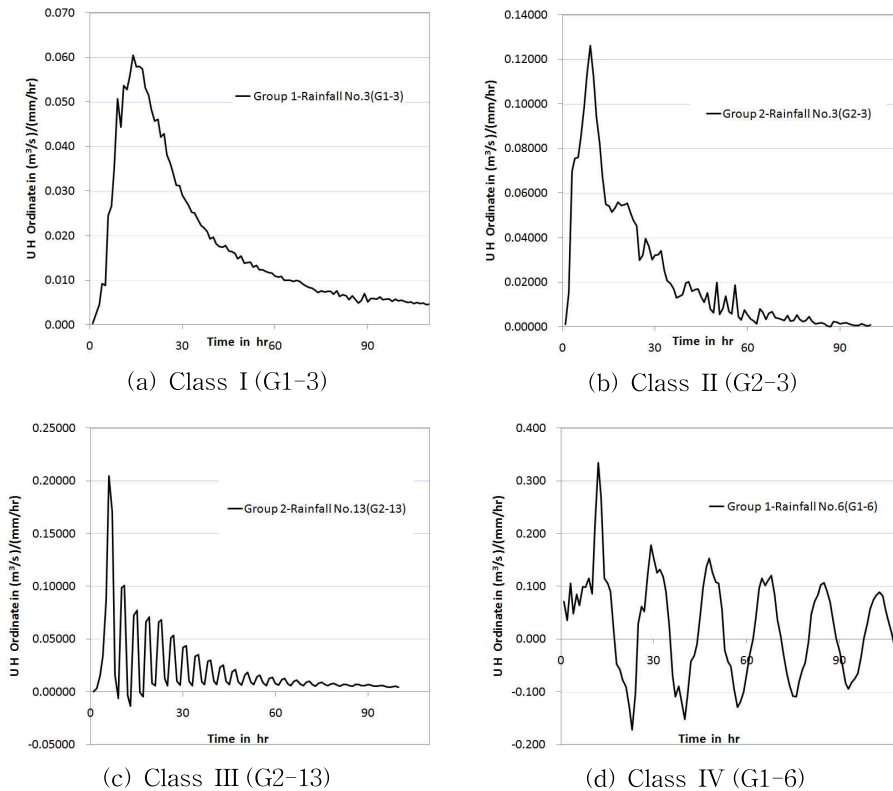 0.070
0.060
0.050
0.040
0.030
0.020
0.010
0.000
UH Ordinate in (m³/s)/(mm/hr)
Group 1-Rainfall No.3(G1-3)
0 30 60 90
Time in hr
(a) Class I (G1-3)
0.14000
0.12000
0.10000
0.08000
0.06000
0.04000
0.02000
0.00000
UH Ordinate in (m³/s)/(mm/hr)
Group 2-Rainfall No.3(G2-3)
0 30 60 90
Time in hr
(b) Class II (G2-3)
0.25000
0.20000
0.15000
0.10000
0.05000
0.00000
-0.05000
UH Ordinate in (m³/s)/(mm/hr)
Group 2-Rainfall No.13(G2-13)
0 30 60 90
Time in hr
(c) Class III (G2-13)
0.400
0.300
0.200
0.100
0.000
-0.100
-0.200
UH Ordinate in (m³/s)/(mm/hr)
Group 1-Rainfall No.6(G1-6)
0 30 60 90
Time in hr
(d) Class IV (G1-6)